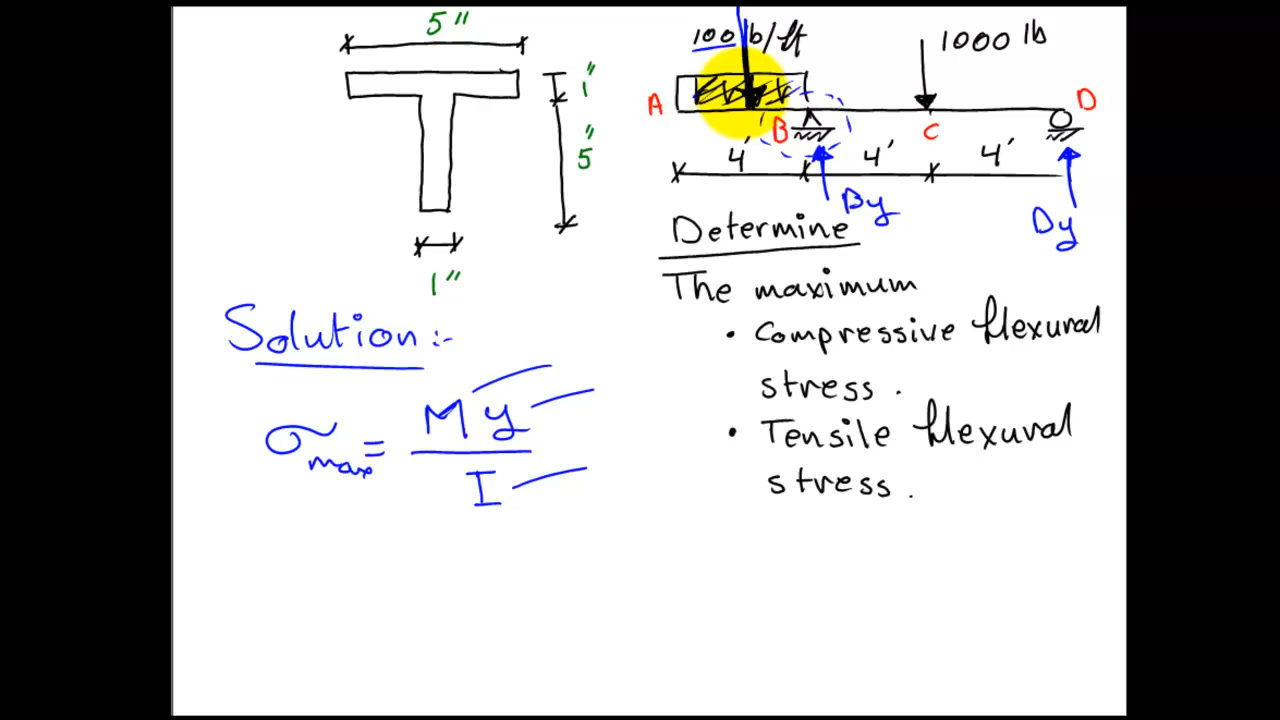 5"
1"
5"
1"
100 lb/ft
1000 lb
A
B
C
D
4'
4'
4'
By
Dy
Determine
The maximum
• Compressive flexural
stress.
• Tensile flexural
stress.
Solution:-
σmax = My
I